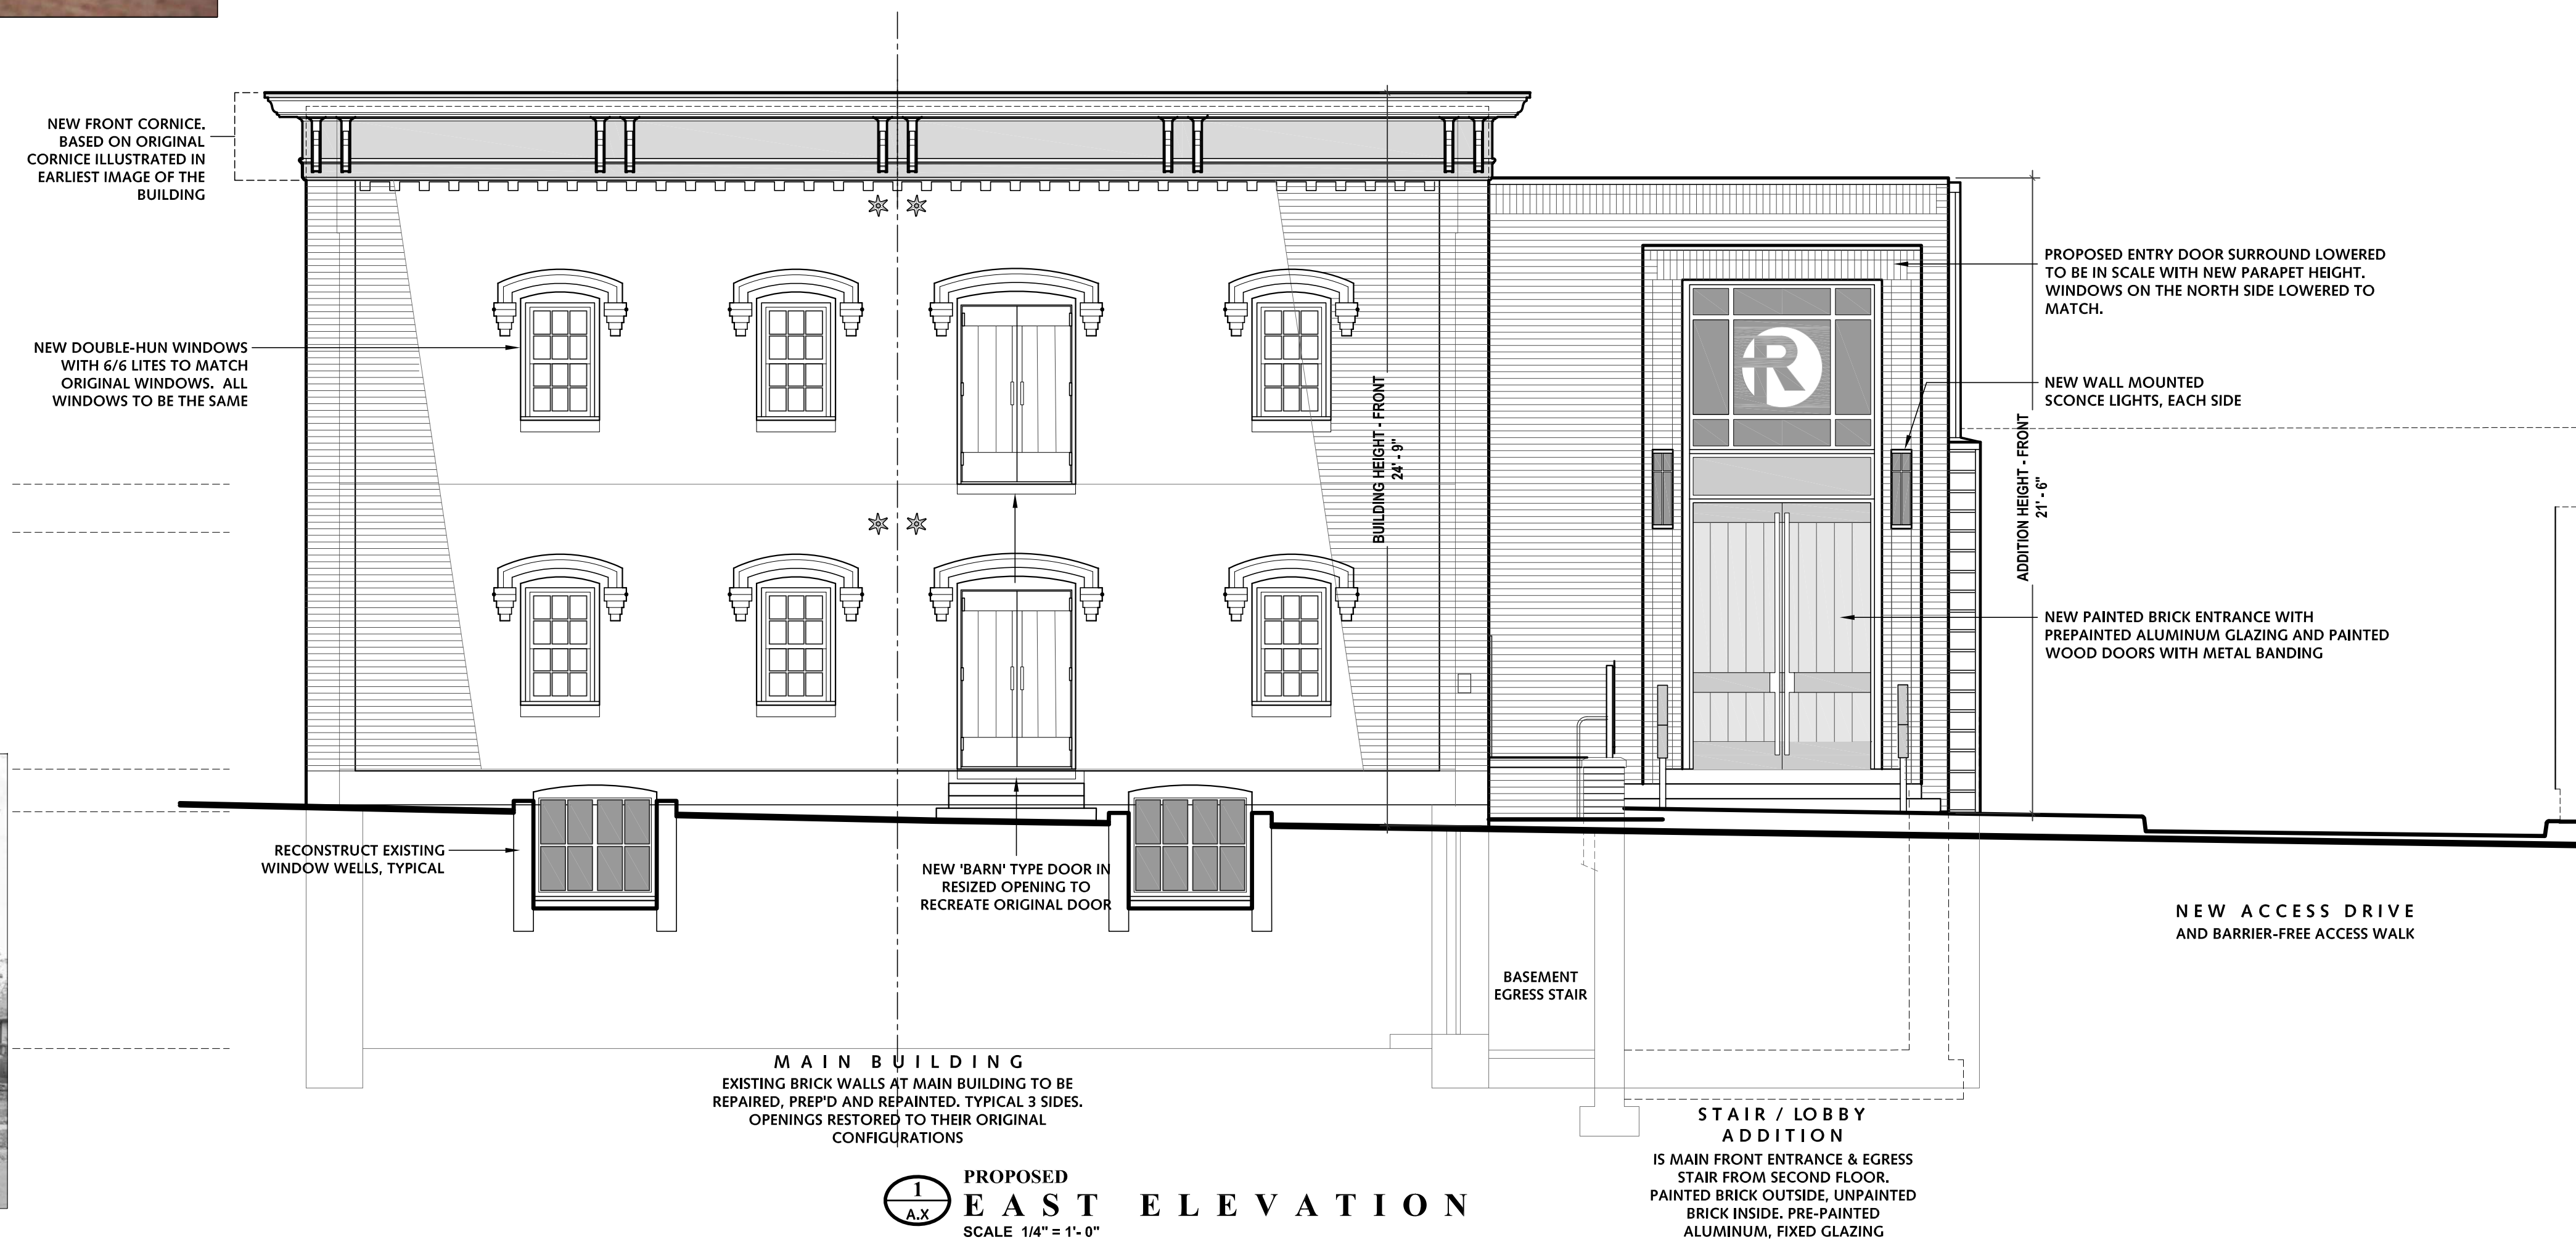 NEW FRONT CORNICE.
BASED ON ORIGINAL
CORNICE ILLUSTRATED IN
EARLIEST IMAGE OF THE
BUILDING
NEW DOUBLE-HUN WINDOWS
WITH 6/6 LITES TO MATCH
ORIGINAL WINDOWS. ALL
WINDOWS TO BE THE SAME
BUILDING HEIGHT - FRONT
24' - 9"
R
PROPOSED ENTRY DOOR SURROUND LOWERED
TO BE IN SCALE WITH NEW PARAPET HEIGHT.
WINDOWS ON THE NORTH SIDE LOWERED TO
MATCH.
NEW WALL MOUNTED
SCONCE LIGHTS, EACH SIDE
ADDITION HEIGHT - FRONT
21' - 6"
NEW PAINTED BRICK ENTRANCE WITH
PREPAINTED ALUMINUM GLAZING AND PAINTED
WOOD DOORS WITH METAL BANDING
RECONSTRUCT EXISTING
WINDOW WELLS, TYPICAL
NEW 'BARN' TYPE DOOR IN
RESIZED OPENING TO
RECREATE ORIGINAL DOOR
NEW ACCESS DRIVE
AND BARRIER-FREE ACCESS WALK
BASEMENT
EGRESS STAIR
MAIN BUILDING
EXISTING BRICK WALLS AT MAIN BUILDING TO BE
REPAIRED, PREP'D AND REPAINTED. TYPICAL 3 SIDES.
OPENINGS RESTORED TO THEIR ORIGINAL
CONFIGURATIONS
STAIR / LOBBY
ADDITION
IS MAIN FRONT ENTRANCE & EGRESS
STAIR FROM SECOND FLOOR.
PAINTED BRICK OUTSIDE, UNPAINTED
BRICK INSIDE. PRE-PAINTED
ALUMINUM, FIXED GLAZING
1
A.X
PROPOSED
EAST ELEVATION
SCALE 1/4" = 1'- 0"